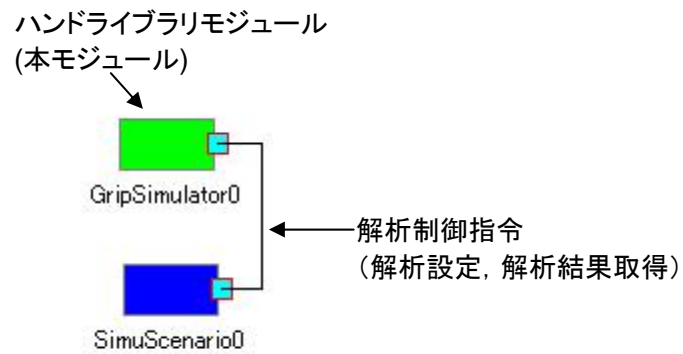 ハンドライブラリモジュール
(本モジュール)
GripSimulator0
解析制御指令
（解析設定，解析結果取得）
SimuScenario0